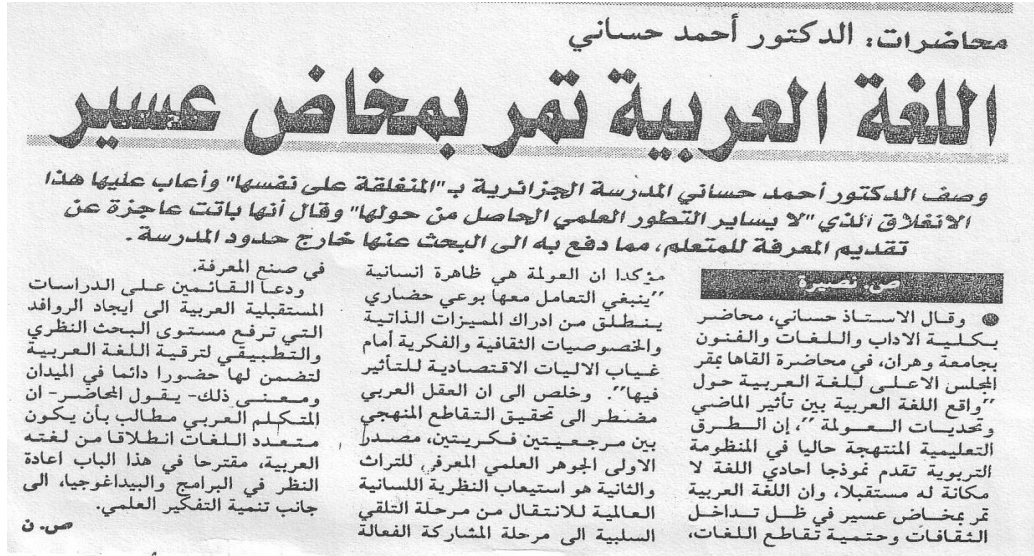 محاضرات: الدكتور أحمد حساني
اللغة العربية تمر بمخاض عسير
وصف الدكتور أحمد حساني المدرسة الجزائرية بـ "المنغلقة على نفسها" وأعاب عليها هذا
الانغلاق الذي "لا يساير التطور العلمي الحاصل من حولها" وقال أنها باتت عاجزة عن
تقديم المعرفة للمتعلم، مما دفع به الى البحث عنها خارج حدود المدرسة.
ص. نصيرة
● وقال الاستاذ حساني، محاضر
بكلية الاداب واللغات والفنون
بجامعة وهران، في محاضرة القاها بمقر
المجلس الاعلى للغة العربية حول
"واقع اللغة العربية بين تأثير الماضي
وتحديات العولمة"، إن الطرق
التعليمية المنتهجة حاليا في المنظومة
التربوية تقدم نموذجا احادي اللغة لا
مكانة له مستقبلا، وان اللغة العربية
تمر بمخاض عسير في ظل تداخل
الثقافات وحتمية تقاطع اللغات،
مؤكدا ان العولمة هي ظاهرة انسانية
"ينبغي التعامل معها بوعي حضاري
ينطلق من ادراك المميزات الذاتية
والخصوصيات الثقافية والفكرية أمام
غياب الاليات الاقتصادية للتأثير
فيها". وخلص الى ان العقل العربي
مضطر الى تحقيق التقاطع المنهجي
بين مرجعيتين فكريتين، مصدر
الاولى الجوهر العلمي المعرفي للتراث
والثانية هو استيعاب النظرية اللسانية
العالمية للانتقال من مرحلة التلقي
السلبية الى مرحلة المشاركة الفعالة
في صنع المعرفة.
ودعا القائمين على الدراسات
المستقبلية العربية الى ايجاد الروافد
التي ترفع مستوى البحث النظري
والتطبيقي لترقية اللغة العربية
لتضمن لها حضورا دائما في الميدان
ومعنى ذلك- يقول المحاضر- ان
المتكلم العربي مطالب بأن يكون
متعدد اللغات انطلاقا من لغته
العربية، مقترحا في هذا الباب اعادة
النظر في البرامج والبيداغوجيا، الى
جانب تنمية التفكير العلمي.
ص. ن